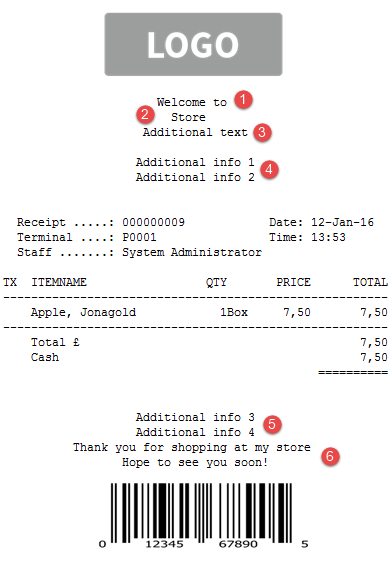 LOGO
Welcome to 1
2 Store
Additional text 3
Additional info 1
Additional info 2 4
Receipt .....: 000000009 Date: 12-Jan-16
Terminal ....: P0001 Time: 13:53
Staff .......: System Administrator
TX ITEMNAME QTY PRICE TOTAL
Apple, Jonagold 1Box 7,50 7,50
Total £ 7,50
Cash 7,50
==========
Additional info 3
Additional info 4 5
Thank you for shopping at my store
Hope to see you soon! 6
0 12345 67890 5